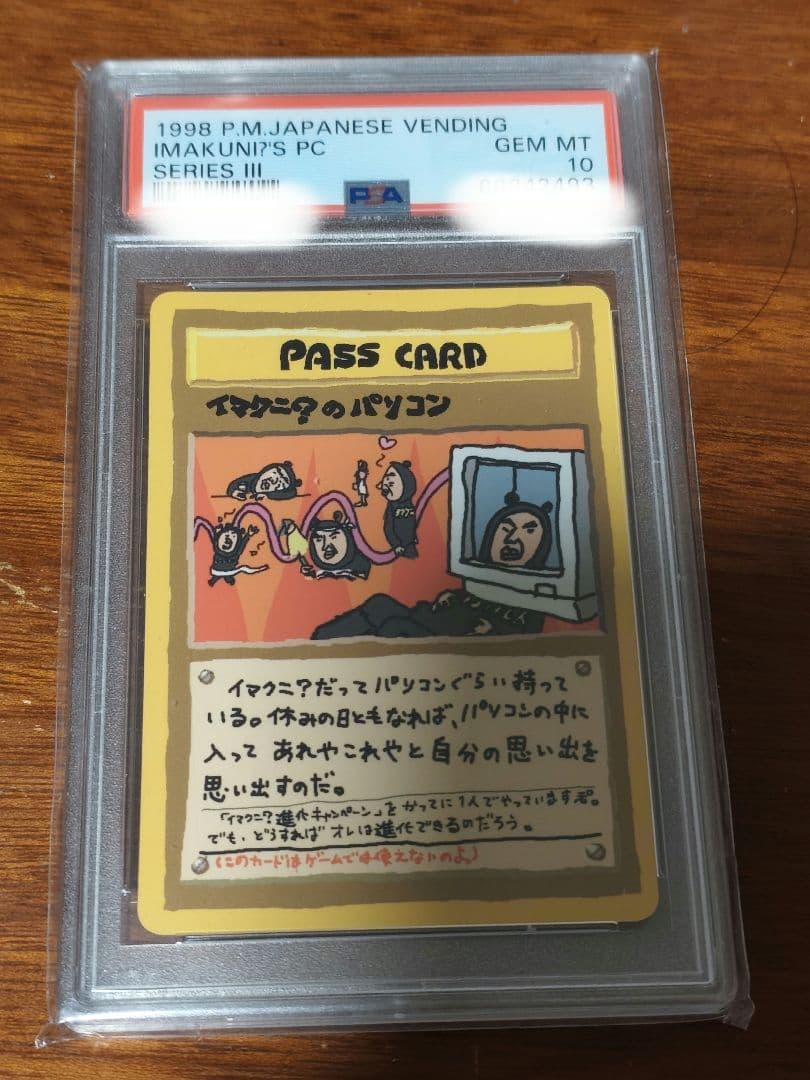 1998 P.M.JAPANESE VENDING
IMAKUNI?'S PC GEM MT
SERIES III 10
PSA
PASS CARD
イマクニ?のパソコン
イマクニ?だってパソコンぐらい持って
いる。休みの日ともなれば、パソコンの中に
入って あれやこれやと自分の思い出を
思い出すのだ。
「イマクニ?進化キャンペーン」をかってに1人でやっていますぞ。
でも、どうすれば オレは進化できるのだろう。
(このカードはゲームでは使えないのよ)